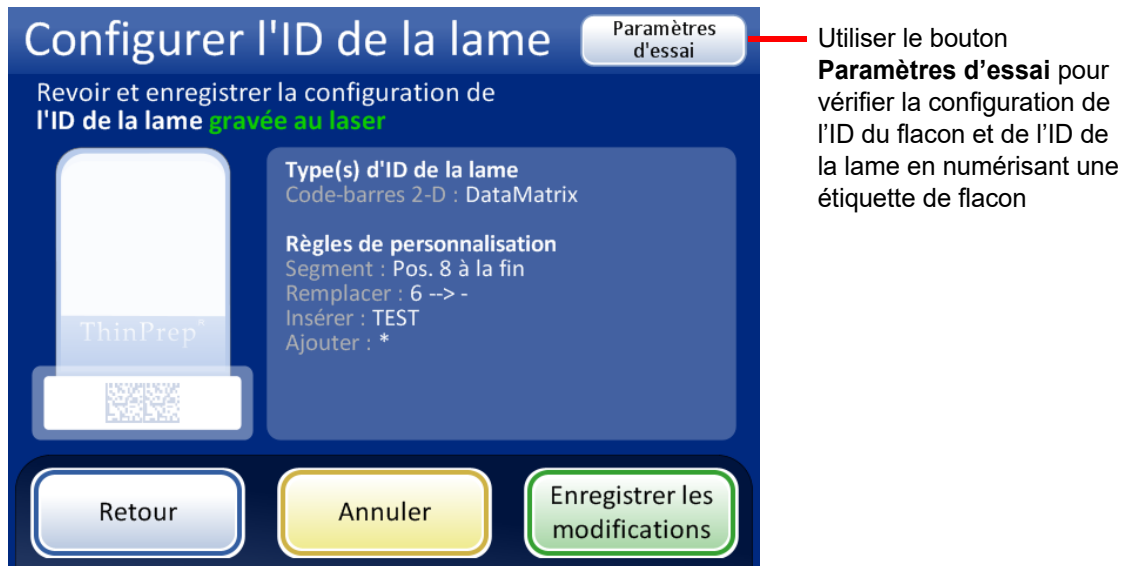 Configurer l'ID de la lame
Paramètres
d'essai
Revoir et enregistrer la configuration de
l'ID de la lame gravée au laser
Type(s) d'ID de la lame
Code-barres 2-D : DataMatrix
Règles de personnalisation
Segment : Pos. 8 à la fin
Remplacer : 6 --> -
Insérer : TEST
Ajouter : *
ThinPrep®
Retour
Annuler
Enregistrer les
modifications
Utiliser le bouton
Paramètres d’essai pour
vérifier la configuration de
l’ID du flacon et de l’ID de
la lame en numérisant une
étiquette de flacon